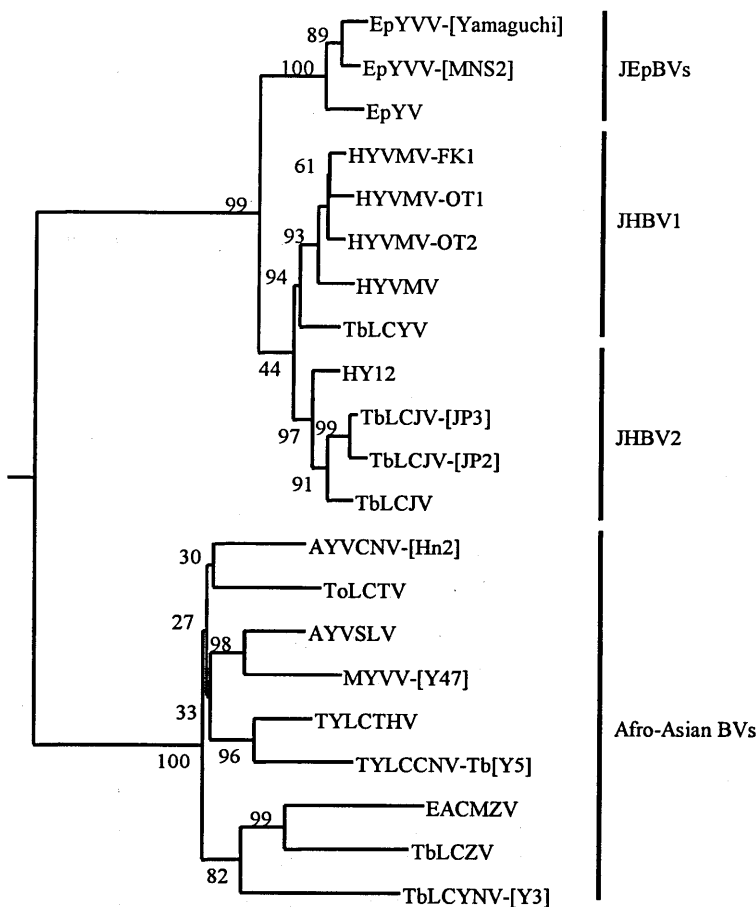 EpYVV-[Yamaguchi]
89
EpYVV-[MNS2]
100
JEpBVs
EpYV
HYVMV-FK1
61
HYVMV-OT1
99
JHBV1
HYVMV-OT2
93
94
HYVMV
TbLCYV
44
HY12
TbLCJV-[JP3]
97
99
JHBV2
TbLCJV-[JP2]
91
TbLCJV
AYVCNV-[Hn2]
30
ToLCTV
27
AYVSLV
98
MYVV-[Y47]
33
TYLCTHV
Afro-Asian BVs
100
96
TYLCCNV-Tb[Y5]
EACMZV
99
TbLCZV
82
TbLCYNV-[Y3]